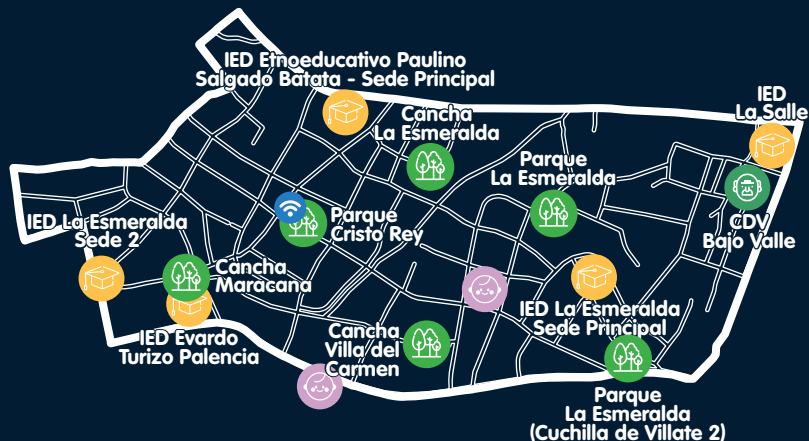 IED Etnoeducativo Paulino
Salgado Batata - Sede Principal
IED
La Salle
Cancha
La Esmeralda
Parque
La Esmeralda
IED La Esmeralda
Sede 2
Parque
Cristo Rey
CDV
Bajo Valle
Cancha
Maracana
IED La Esmeralda
Sede Principal
IED Evardo
Turizo Palencia
Cancha
Villa del
Carmen
Parque
La Esmeralda
(Cuchilla de Villate 2)